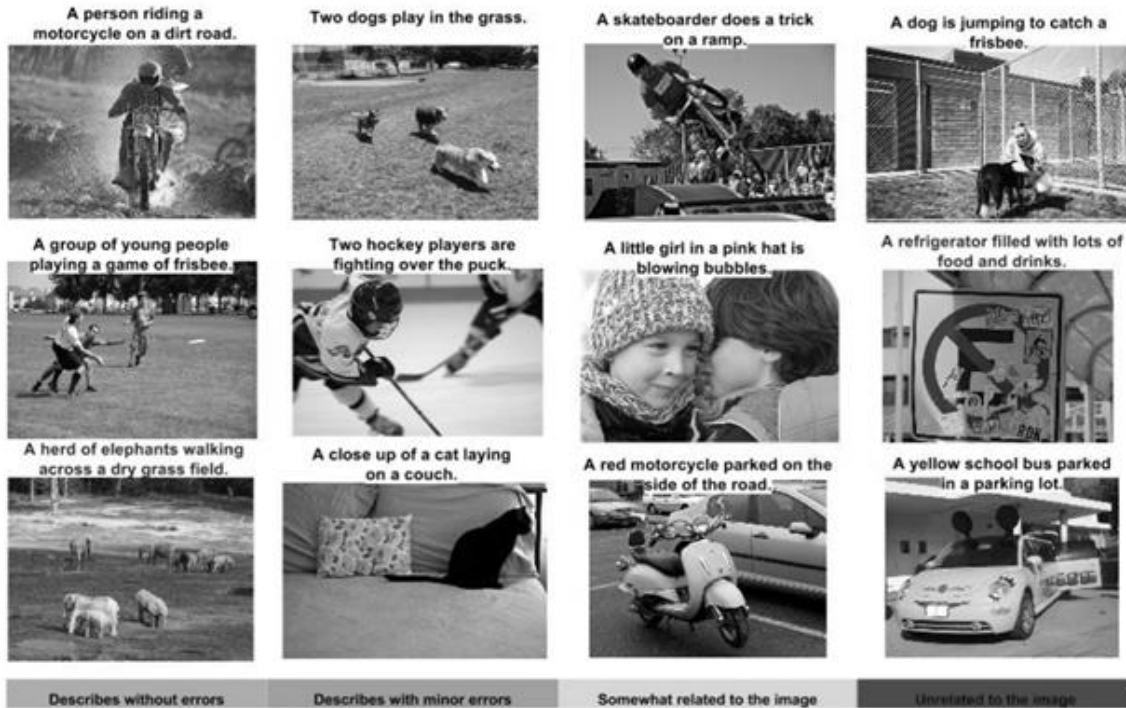 A person riding a
motorcycle on a dirt road.
Two dogs play in the grass.
A skateboarder does a trick
on a ramp.
A dog is jumping to catch a
frisbee.
A group of young people
playing a game of frisbee.
Two hockey players are
fighting over the puck.
A little girl in a pink hat is
blowing bubbles.
A refrigerator filled with lots of
food and drinks.
A herd of elephants walking
across a dry grass field.
A close up of a cat laying
on a couch.
A red motorcycle parked on the
side of the road.
A yellow school bus parked
in a parking lot.
Describes without errors
Describes with minor errors
Somewhat related to the image
Unrelated to the image